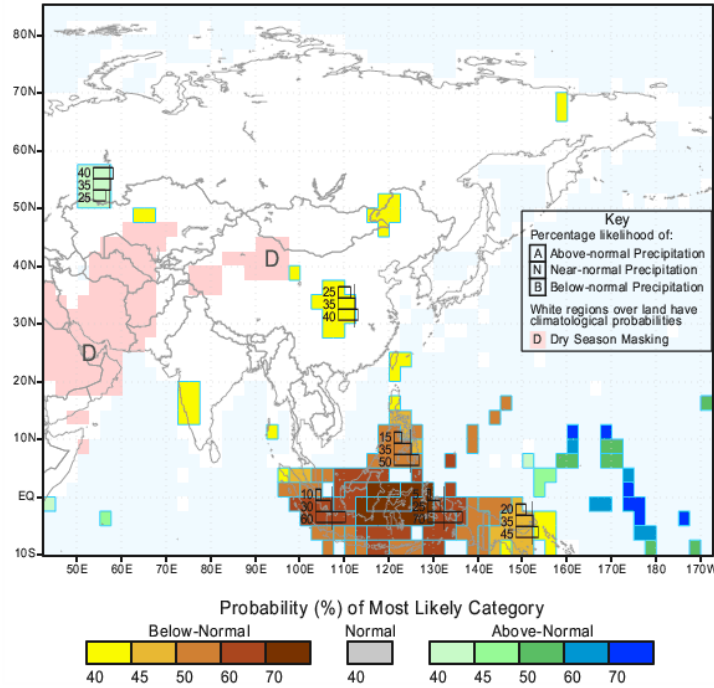 80N
70N
60N
50N
40N
30N
20N
10N
EQ
10S
50E 60E 70E 80E 90E 100E 110E 120E 130E 140E 150E 160E 170E 180 170W
40
35
25
D
D
25
35
40
15
35
50
10
30
60
25
70
20
35
45
Key
Percentage likelihood of:
A Above-normal Precipitation
N Near-normal Precipitation
B Below-normal Precipitation
White regions over land have
climatological probabilities
D Dry Season Masking
Probability (%) of Most Likely Category
Below-Normal Normal Above-Normal
40 45 50 60 70 40 40 45 50 60 70